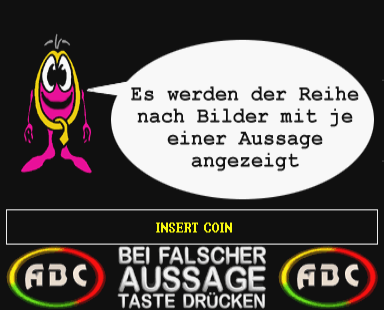 Es werden der Reihe
nach Bilder mit je
einer Aussage
angezeigt
INSERT COIN
ABC
BEI FALSCHER
AUSSAGE
TASTE DRÜCKEN
ABC